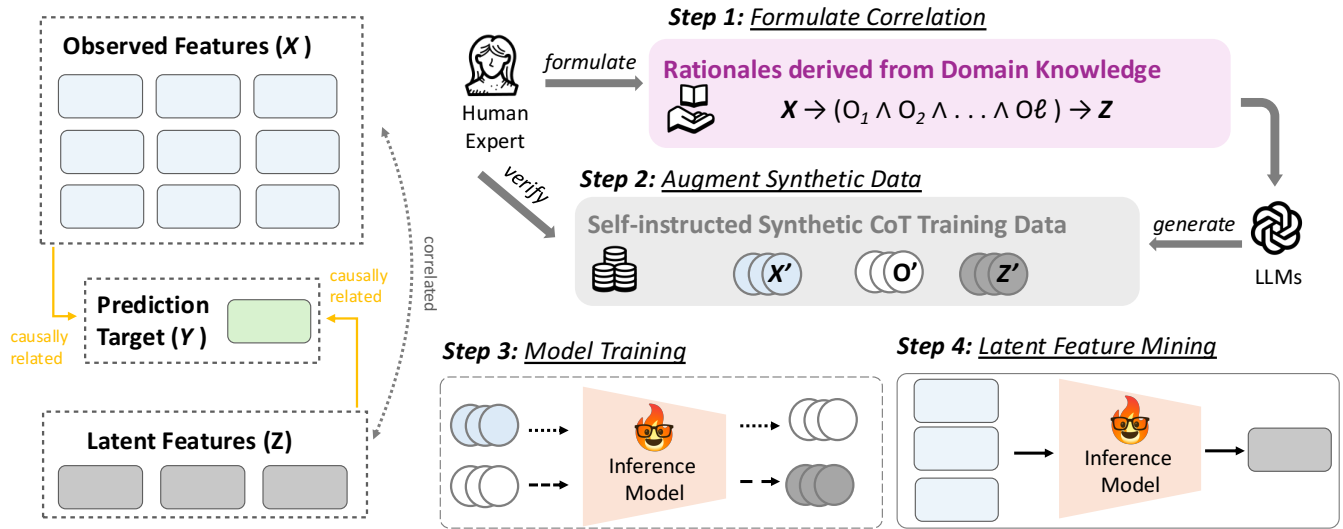 Observed Features (X )
correlated
causally
related
Prediction
Target (Y )
causally
related
Latent Features (Z)
Step 1: Formulate Correlation
Human
Expert
formulate
Rationales derived from Domain Knowledge
X → (O1 ∧ O2 ∧ . . . ∧ Oℓ ) → Z
verify
Step 2: Augment Synthetic Data
Self-instructed Synthetic CoT Training Data
X’ O’ Z’
generate
LLMs
Step 3: Model Training
Inference
Model
Step 4: Latent Feature Mining
Inference
Model